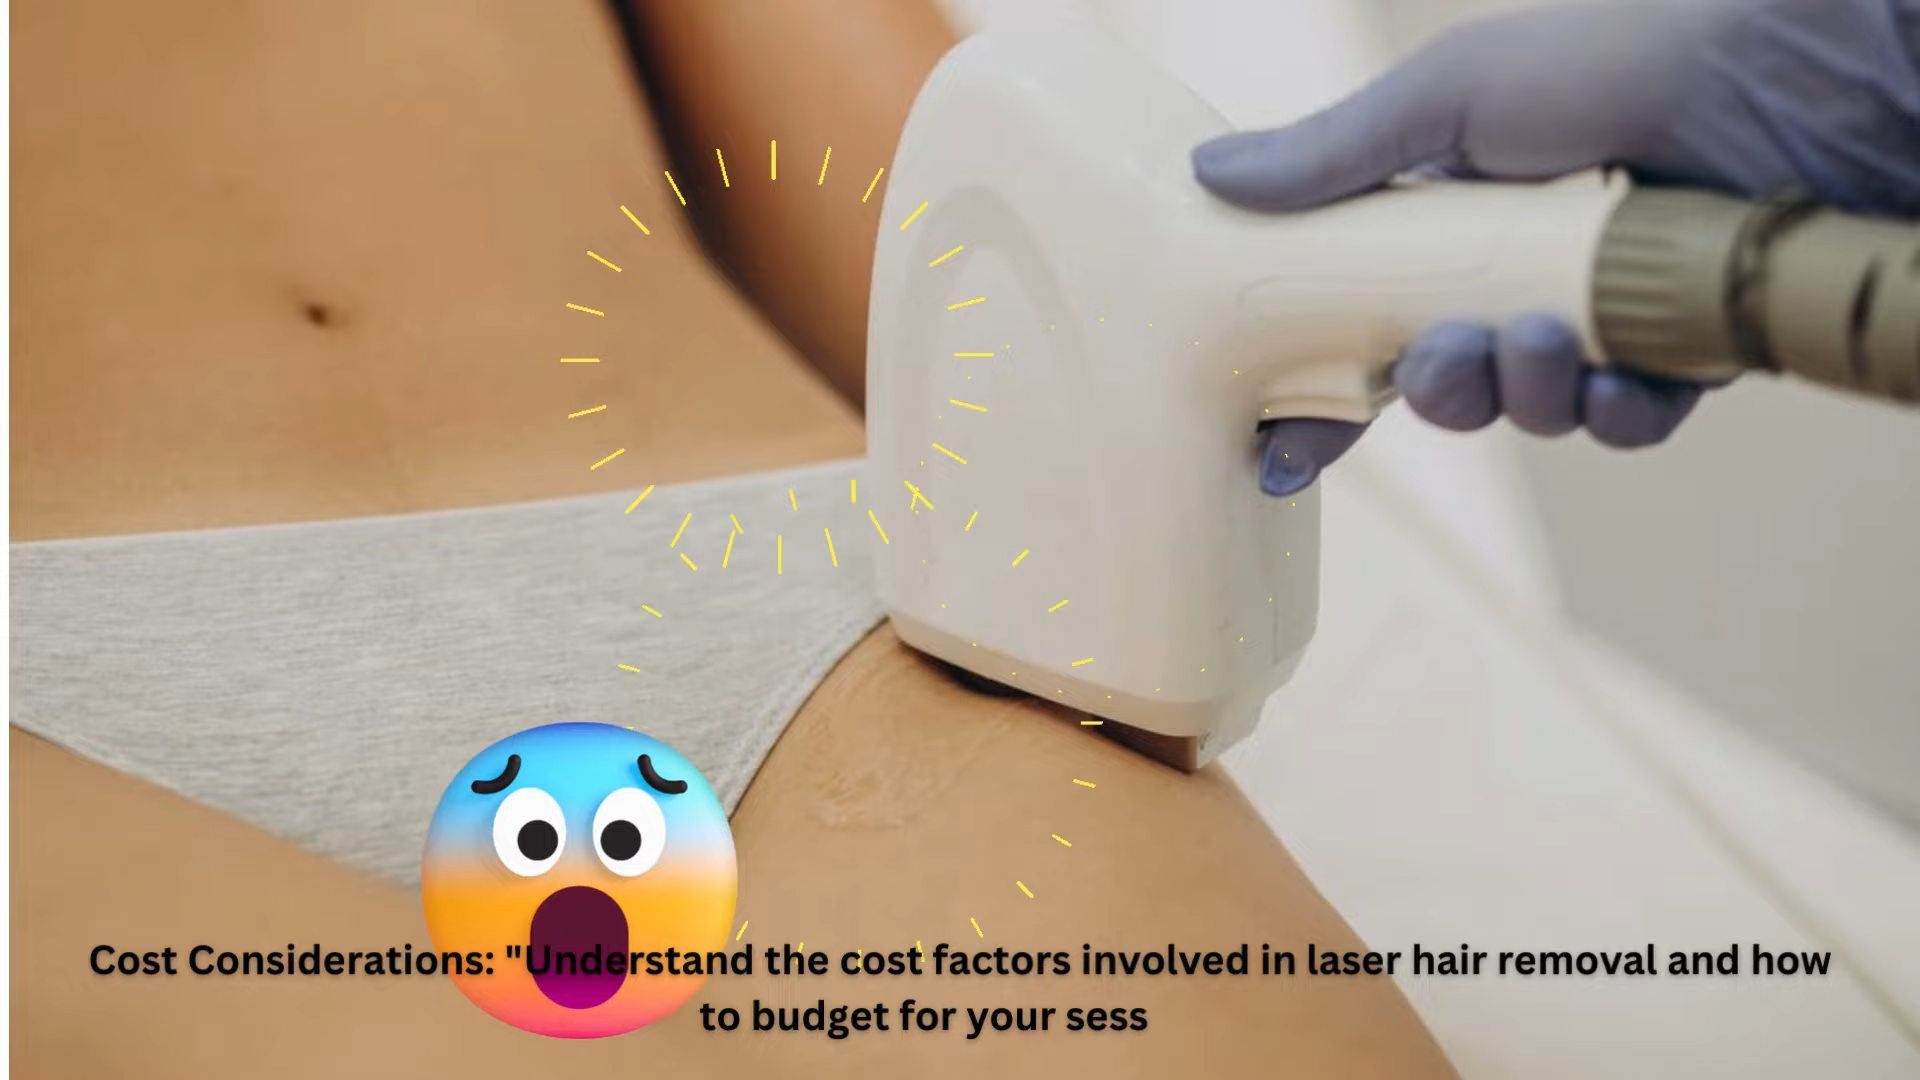 Cost Considerations: "Understand the cost factors involved in laser hair removal and how
to budget for your sess